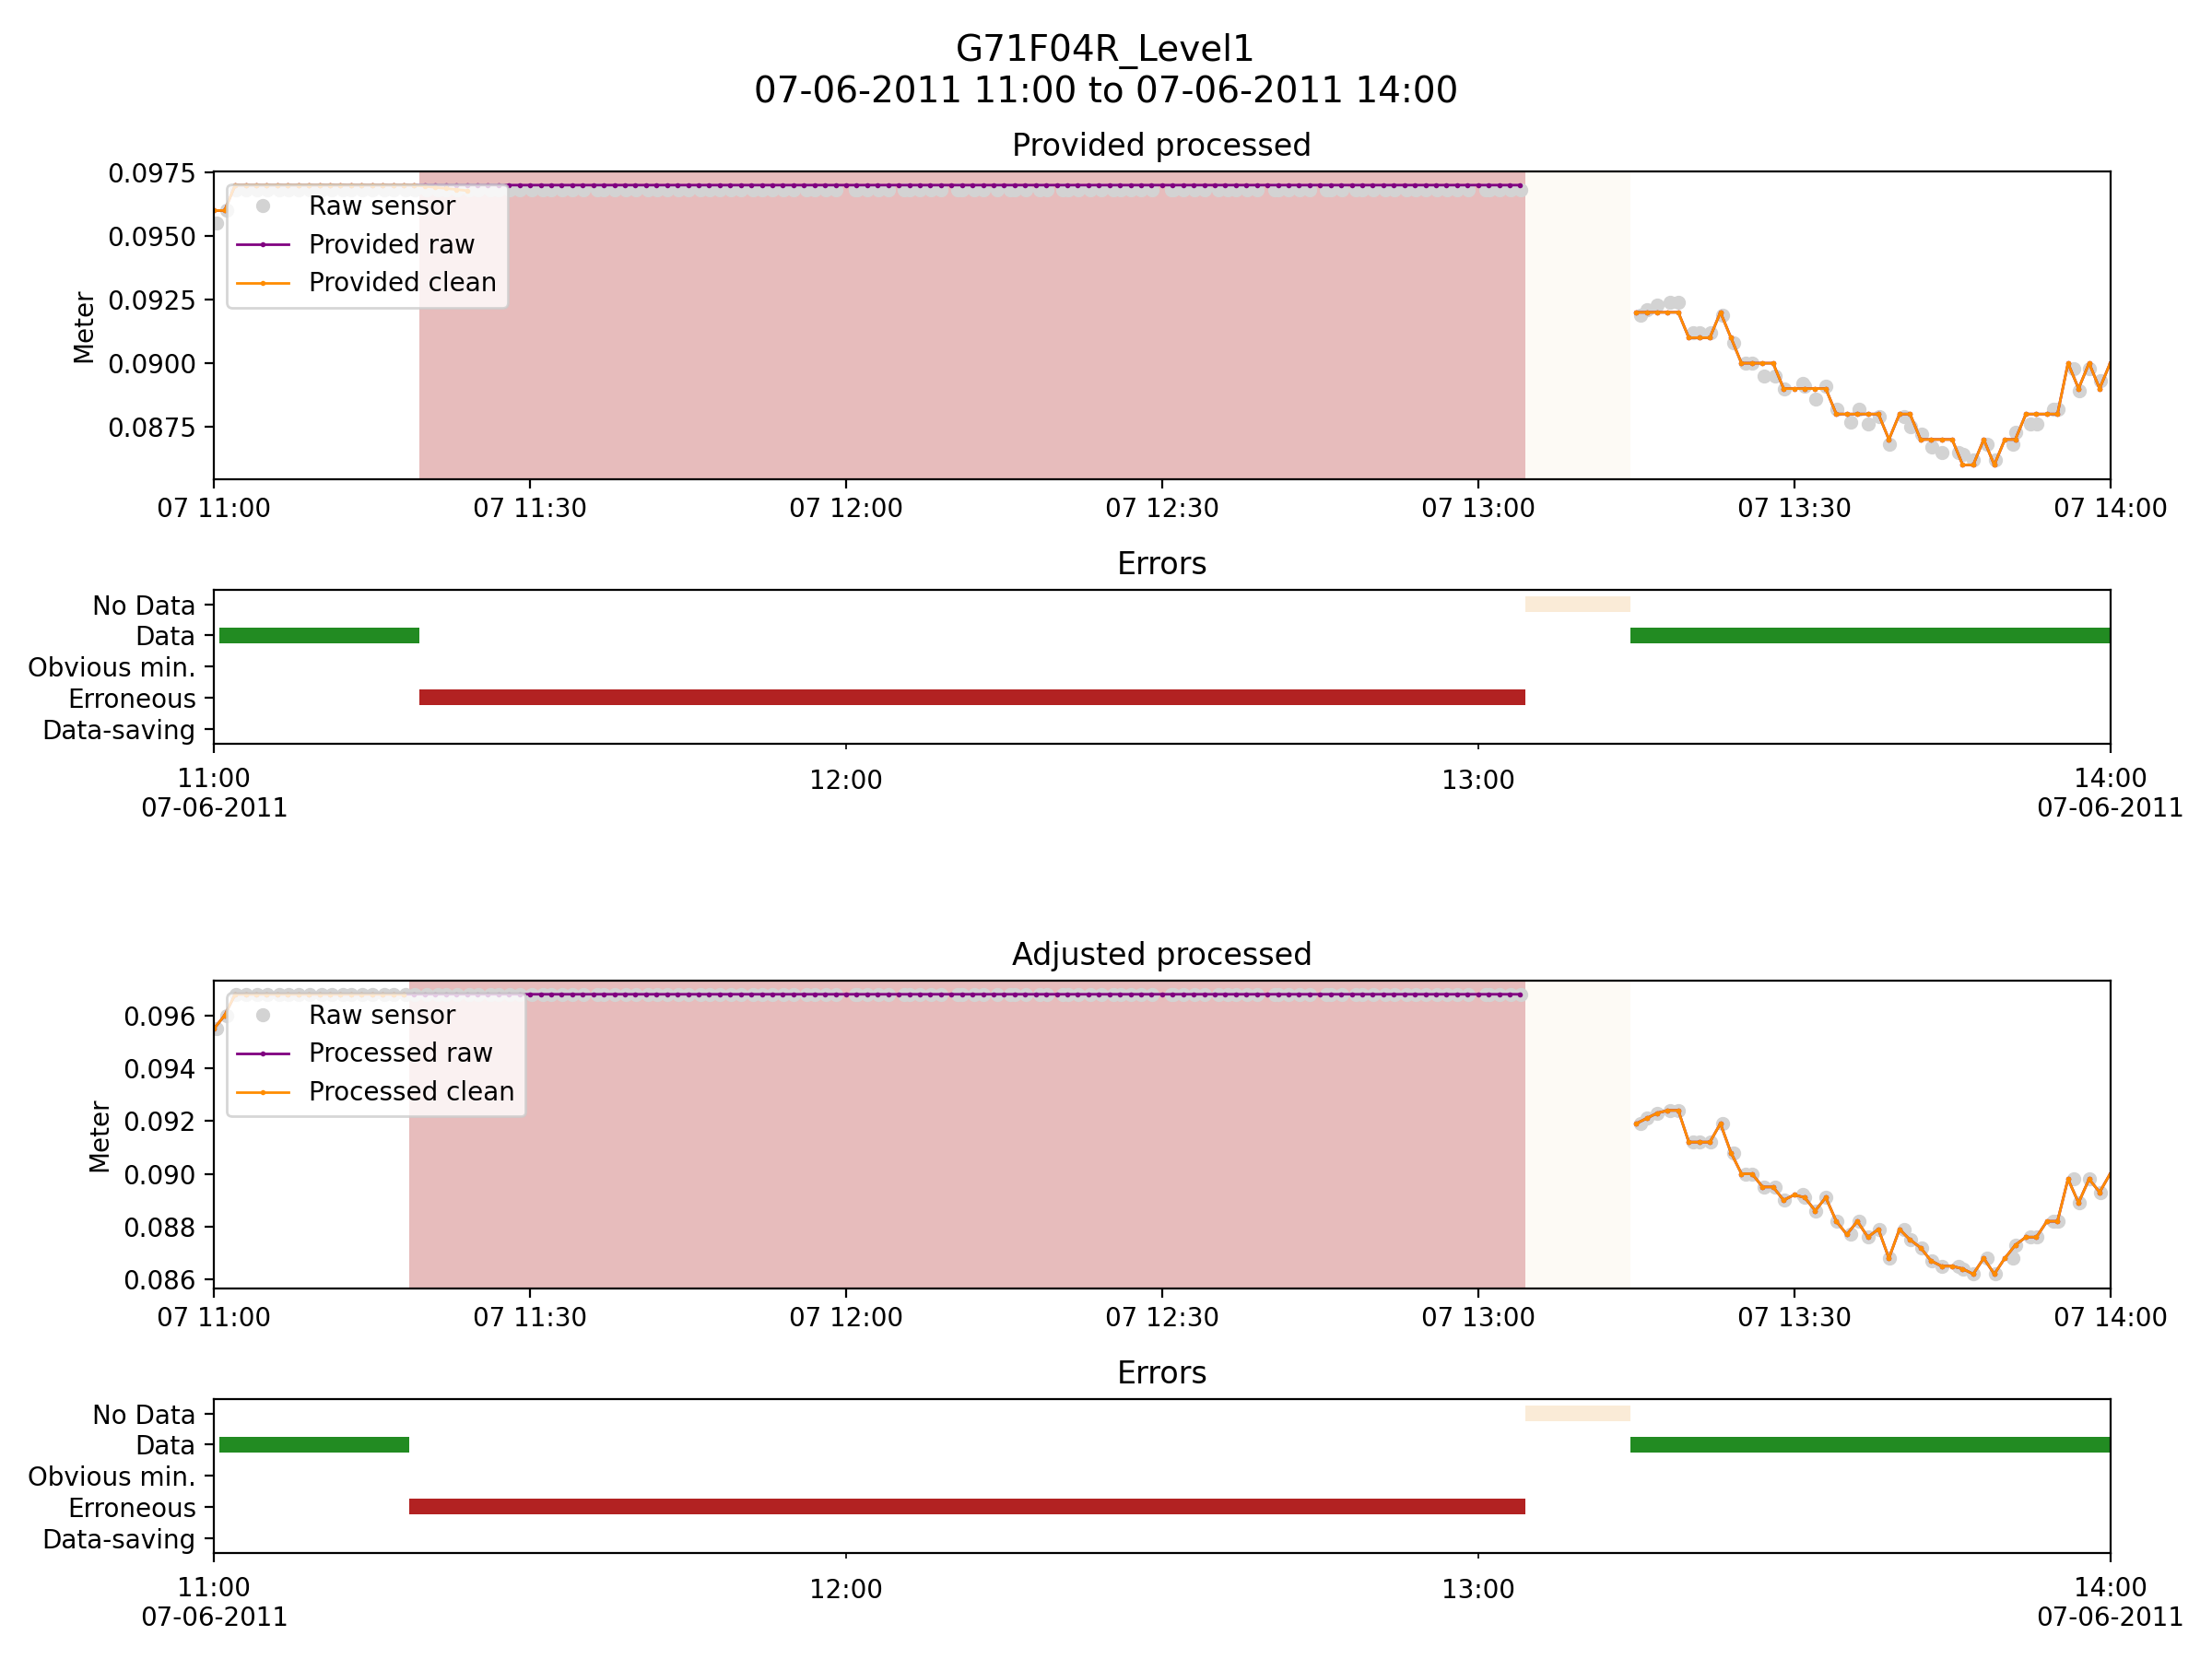 G71F04R_Level1
07-06-2011 11:00 to 07-06-2011 14:00
Provided processed
0.0975
0.0950
0.0925
0.0900
0.0875
Meter
Raw sensor
Provided raw
Provided clean
07 11:00 07 11:30 07 12:00 07 12:30 07 13:00 07 13:30 07 14:00
Errors
No Data
Data
Obvious min.
Erroneous
Data-saving
11:00 12:00 13:00 14:00
07-06-2011 07-06-2011
Adjusted processed
0.096
0.094
0.092
0.090
0.088
0.086
Meter
Raw sensor
Processed raw
Processed clean
07 11:00 07 11:30 07 12:00 07 12:30 07 13:00 07 13:30 07 14:00
Errors
No Data
Data
Obvious min.
Erroneous
Data-saving
11:00 12:00 13:00 14:00
07-06-2011 07-06-2011